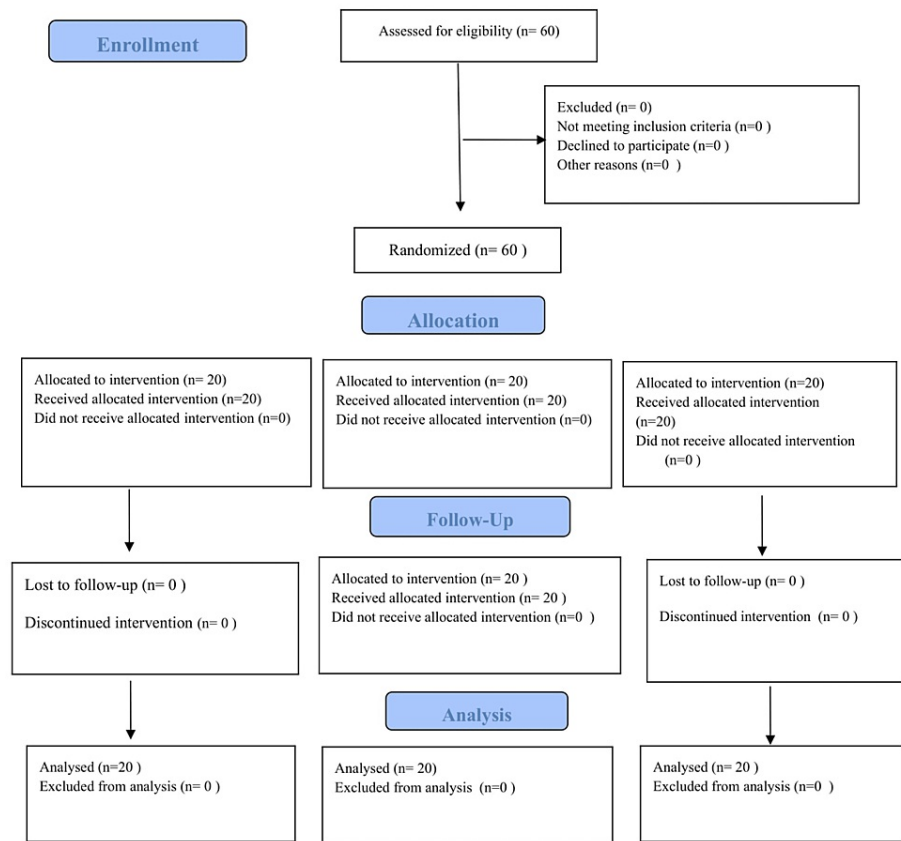 Enrollment
Assessed for eligibility (n= 60)
Excluded (n= 0)
Not meeting inclusion criteria (n=0 )
Declined to participate (n=0 )
Other reasons (n=0 )
Randomized (n= 60 )
Allocation
Allocated to intervention (n= 20)
Received allocated intervention (n=20)
Did not receive allocated intervention (n=0)
Allocated to intervention (n= 20)
Received allocated intervention (n= 20)
Did not receive allocated intervention (n=0)
Allocated to intervention (n=20)
Received allocated intervention
(n=20)
Did not receive allocated intervention
(n=0 )
Follow-Up
Lost to follow-up (n= 0 )
Discontinued intervention (n= 0 )
Allocated to intervention (n= 20 )
Received allocated intervention (n= 20 )
Did not receive allocated intervention (n=0 )
Lost to follow-up (n= 0 )
Discontinued intervention (n= 0 )
Analysis
Analysed (n=20 )
Excluded from analysis (n= 0 )
Analysed (n= 20)
Excluded from analysis (n=0 )
Analysed (n= 20 )
Excluded from analysis (n=0 )